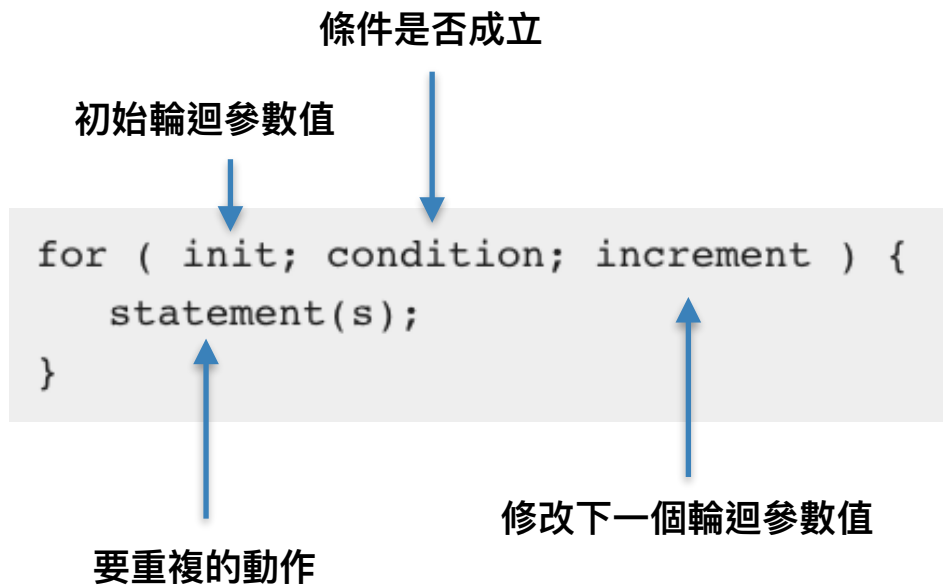 條件是否成立
初始輪迴參數值
for ( init; condition; increment ) {
statement(s);
}
修改下一個輪迴參數值
要重複的動作